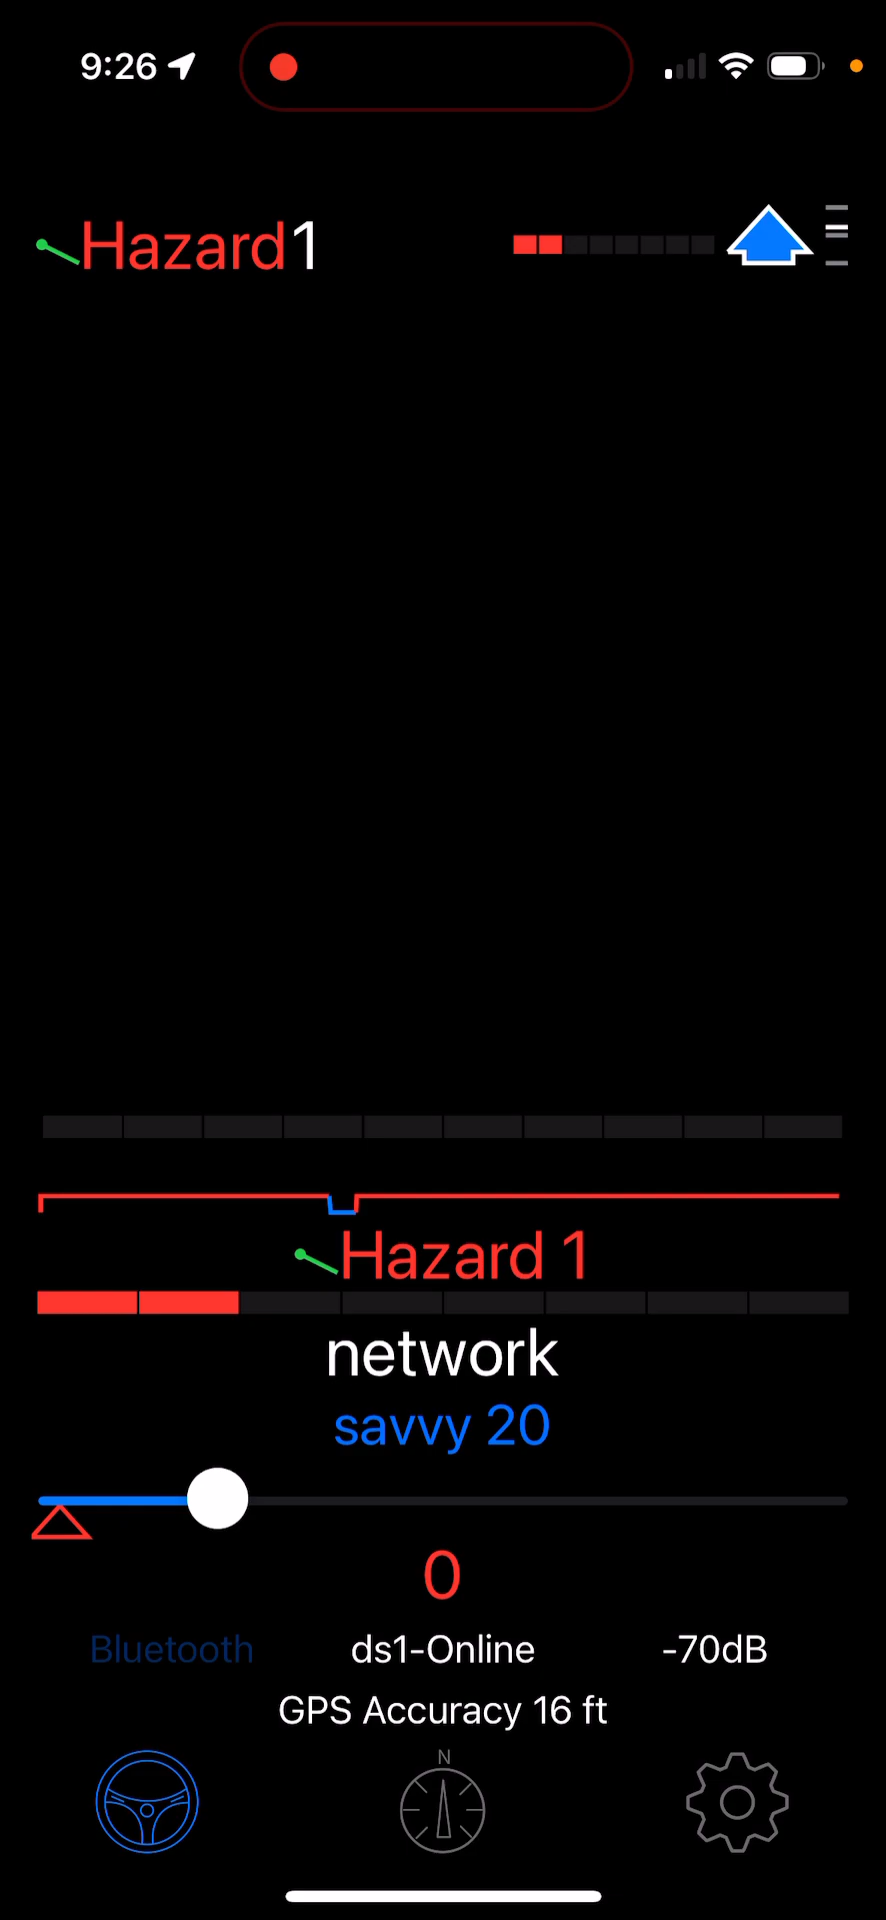 9:26
Hazard1
Hazard 1
network
savvy 20
0
Bluetooth ds1-Online -70dB
GPS Accuracy 16 ft
N